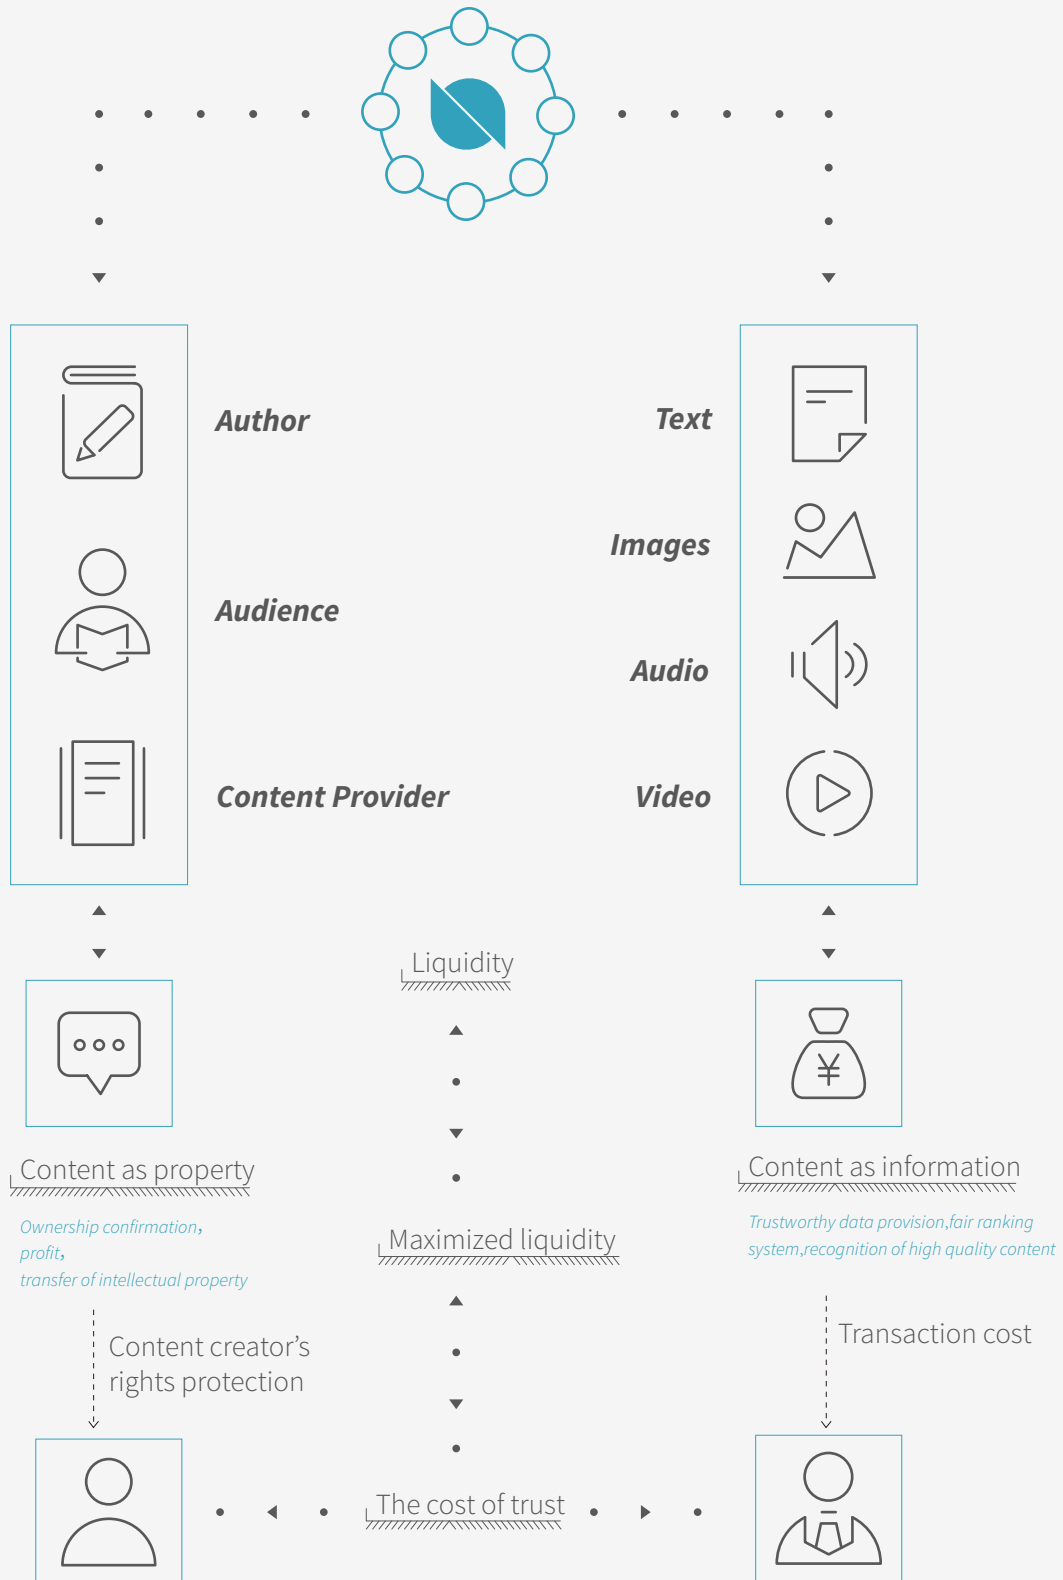 Author
Text
Images
Audience
Audio
Content Provider
Video
Liquidity
¥
Content as property
Content as information
Ownership confirmation,
profit,
transfer of intellectual property
Trustworthy data provision,fair ranking
system,recognition of high quality content
Maximized liquidity
Content creator's
rights protection
Transaction cost
The cost of trust